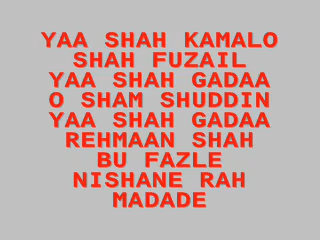 YAA SHAH KAMALO
SHAH FUZAIL
YAA SHAH GADAA
O SHAM SHUDDIN
YAA SHAH GADAA
REHMAAN SHAH
BU FAZLE
NISHANE RAH
MADADE